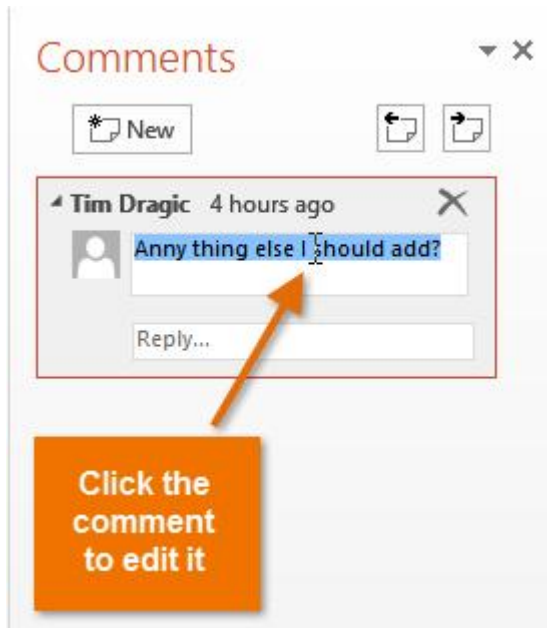 Comments
New
Tim Dragic 4 hours ago
Anny thing else I should add?
Reply...
Click the
comment
to edit it